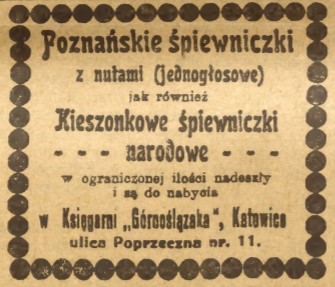 Poznańskie śpiewniczki
z nutami (jednogłosowe)
jak również
Kieszonkowe śpiewniczki
- - - narodowe - - -
w ograniczonej ilości nadeszły
i są do nabycia
w Księgarni „Górnoślązaka“, Katowice
ulica Poprzeczna nr. 11.